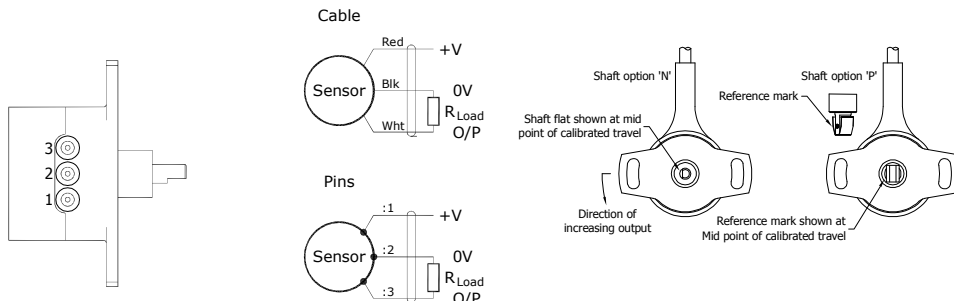 3
2
1
Cable
Red
+V
Sensor
Blk
0V
RLoad
Wht
O/P
Pins
:1
+V
Sensor
:2
0V
RLoad
:3
O/P
Shaft option 'N'
Shaft flat shown at mid
point of calibrated travel
Direction of
increasing output
Shaft option 'P'
Reference mark
Reference mark shown at
Mid point of calibrated travel